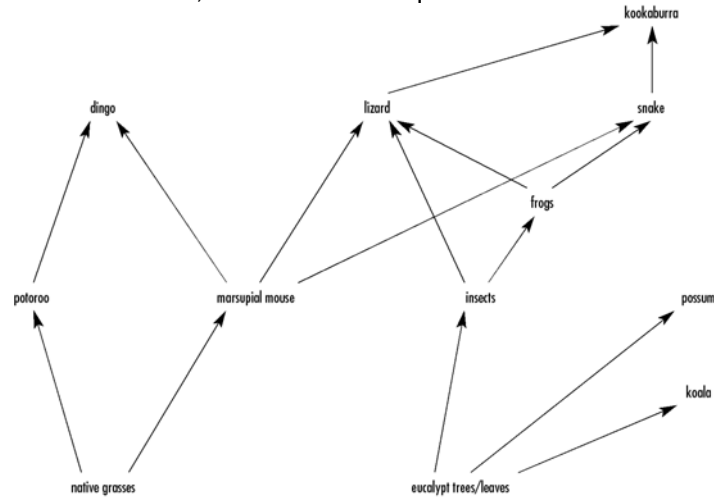 kookaburra
dingo
lizard
snake
frogs
potoroo
marsupial mouse
insects
possum
koala
native grasses
eucalypt trees/leaves